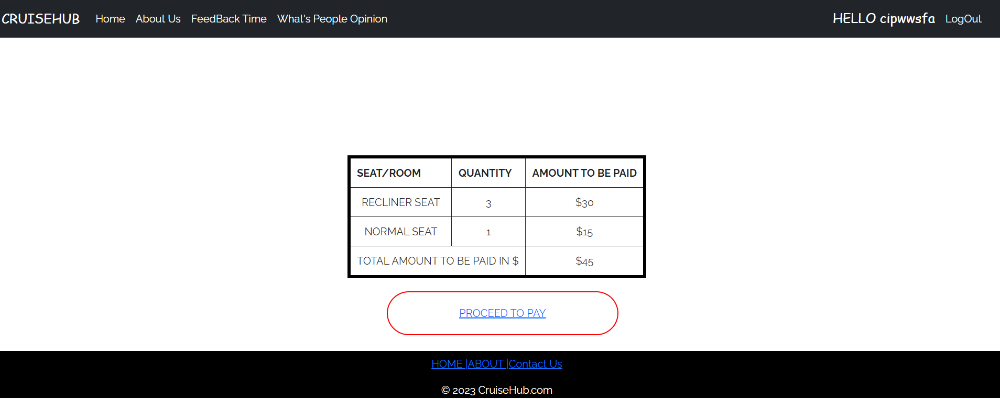 CRUISEHUB Home About Us FeedBack Time What's People Opinion HELLO cipwwsfa LogOut
SEAT/ROOM QUANTITY AMOUNT TO BE PAID
RECLINER SEAT 3 $30
NORMAL SEAT 1 $15
TOTAL AMOUNT TO BE PAID IN $ $45
PROCEED TO PAY
HOME |ABOUT |Contact Us
© 2023 CruiseHub.com